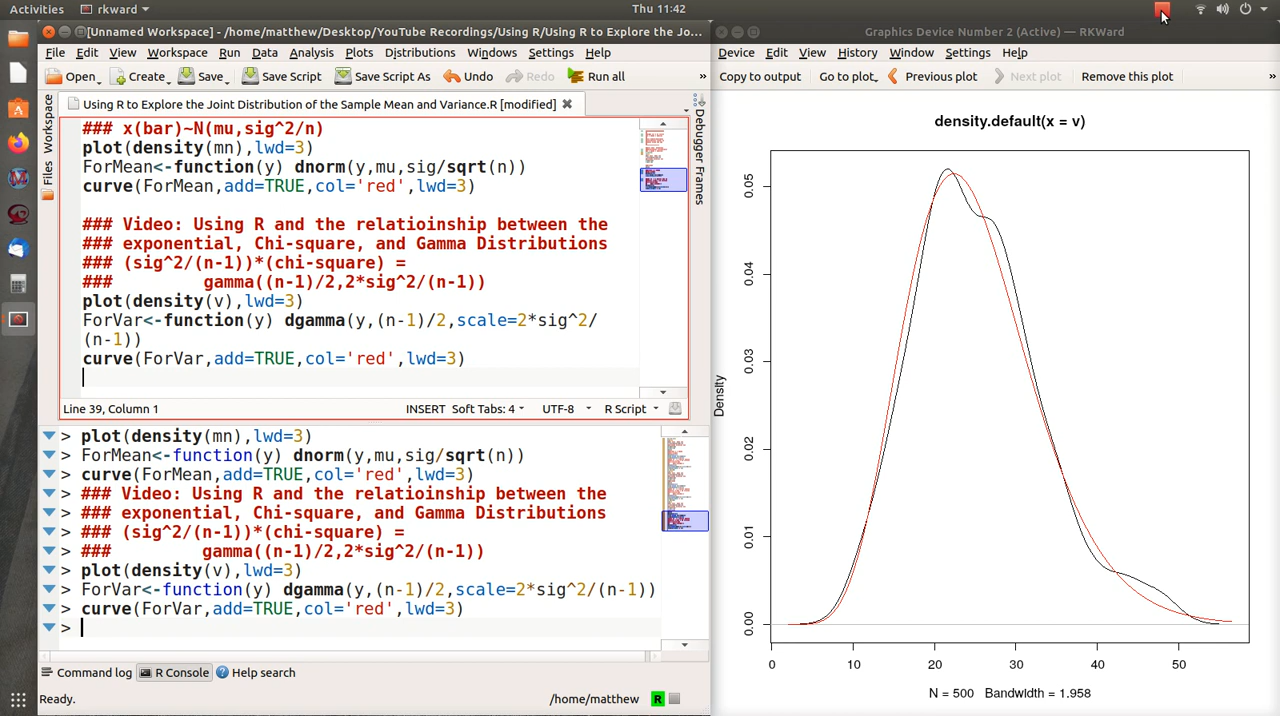 Activities
rkward
Thu 11:42
[Unnamed Workspace] - /home/matthew/Desktop/YouTube Recordings/Using R/Using R to Explore the Jo...
File Edit View Workspace Run Data Analysis Plots Distributions Windows Settings Help
Open Create Save Save Script Save Script As Undo Redo Run all »
Using R to Explore the Joint Distribution of the Sample Mean and Variance.R [modified]
Workspace
Files
Debugger Frames
### x(bar)~N(mu,sig^2/n)
plot(density(mn),lwd=3)
ForMean<-function(y) dnorm(y,mu,sig/sqrt(n))
curve(ForMean,add=TRUE,col='red',lwd=3)
### Video: Using R and the relatioinship between the
### exponential, Chi-square, and Gamma Distributions
### (sig^2/(n-1))*(chi-square) =
###         gamma((n-1)/2,2*sig^2/(n-1))
plot(density(v),lwd=3)
ForVar<-function(y) dgamma(y,(n-1)/2,scale=2*sig^2/
(n-1))
curve(ForVar,add=TRUE,col='red',lwd=3)
Line 39, Column 1
INSERT Soft Tabs: 4 UTF-8 R Script
> plot(density(mn),lwd=3)
> ForMean<-function(y) dnorm(y,mu,sig/sqrt(n))
> curve(ForMean,add=TRUE,col='red',lwd=3)
> ### Video: Using R and the relatioinship between the
> ### exponential, Chi-square, and Gamma Distributions
> ### (sig^2/(n-1))*(chi-square) =
> ###         gamma((n-1)/2,2*sig^2/(n-1))
> plot(density(v),lwd=3)
> ForVar<-function(y) dgamma(y,(n-1)/2,scale=2*sig^2/(n-1))
> curve(ForVar,add=TRUE,col='red',lwd=3)
>
Command log R Console Help search
Ready.
/home/matthew
R
Graphics Device Number 2 (Active) — RKWard
Device Edit View History Window Settings Help
Copy to output Go to plot Previous plot Next plot Remove this plot »
density.default(x = v)
Density
0.05
0.04
0.03
0.02
0.01
0.00
0 10 20 30 40 50
N = 500 Bandwidth = 1.958